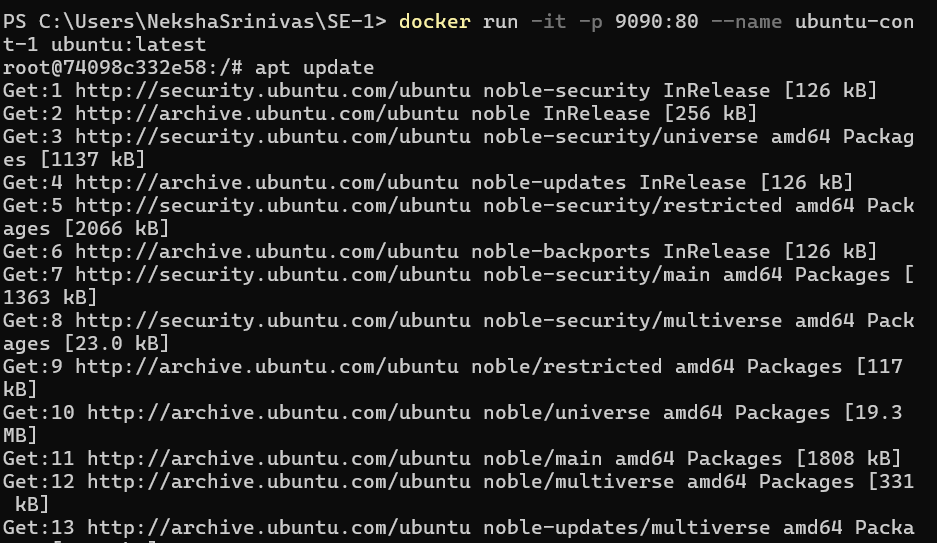 PS C:\Users\NekshaSrinivas\SE-1> docker run -it -p 9090:80 --name ubuntu-con
t-1 ubuntu:latest
root@74098c332e58:/# apt update
Get:1 http://security.ubuntu.com/ubuntu noble-security InRelease [126 kB]
Get:2 http://archive.ubuntu.com/ubuntu noble InRelease [256 kB]
Get:3 http://security.ubuntu.com/ubuntu noble-security/universe amd64 Packag
es [1137 kB]
Get:4 http://archive.ubuntu.com/ubuntu noble-updates InRelease [126 kB]
Get:5 http://security.ubuntu.com/ubuntu noble-security/restricted amd64 Pack
ages [2066 kB]
Get:6 http://archive.ubuntu.com/ubuntu noble-backports InRelease [126 kB]
Get:7 http://security.ubuntu.com/ubuntu noble-security/main amd64 Packages [
1363 kB]
Get:8 http://security.ubuntu.com/ubuntu noble-security/multiverse amd64 Pack
ages [23.0 kB]
Get:9 http://archive.ubuntu.com/ubuntu noble/restricted amd64 Packages [117
kB]
Get:10 http://archive.ubuntu.com/ubuntu noble/universe amd64 Packages [19.3
MB]
Get:11 http://archive.ubuntu.com/ubuntu noble/main amd64 Packages [1808 kB]
Get:12 http://archive.ubuntu.com/ubuntu noble/multiverse amd64 Packages [331
 kB]
Get:13 http://archive.ubuntu.com/ubuntu noble-updates/multiverse amd64 Packa